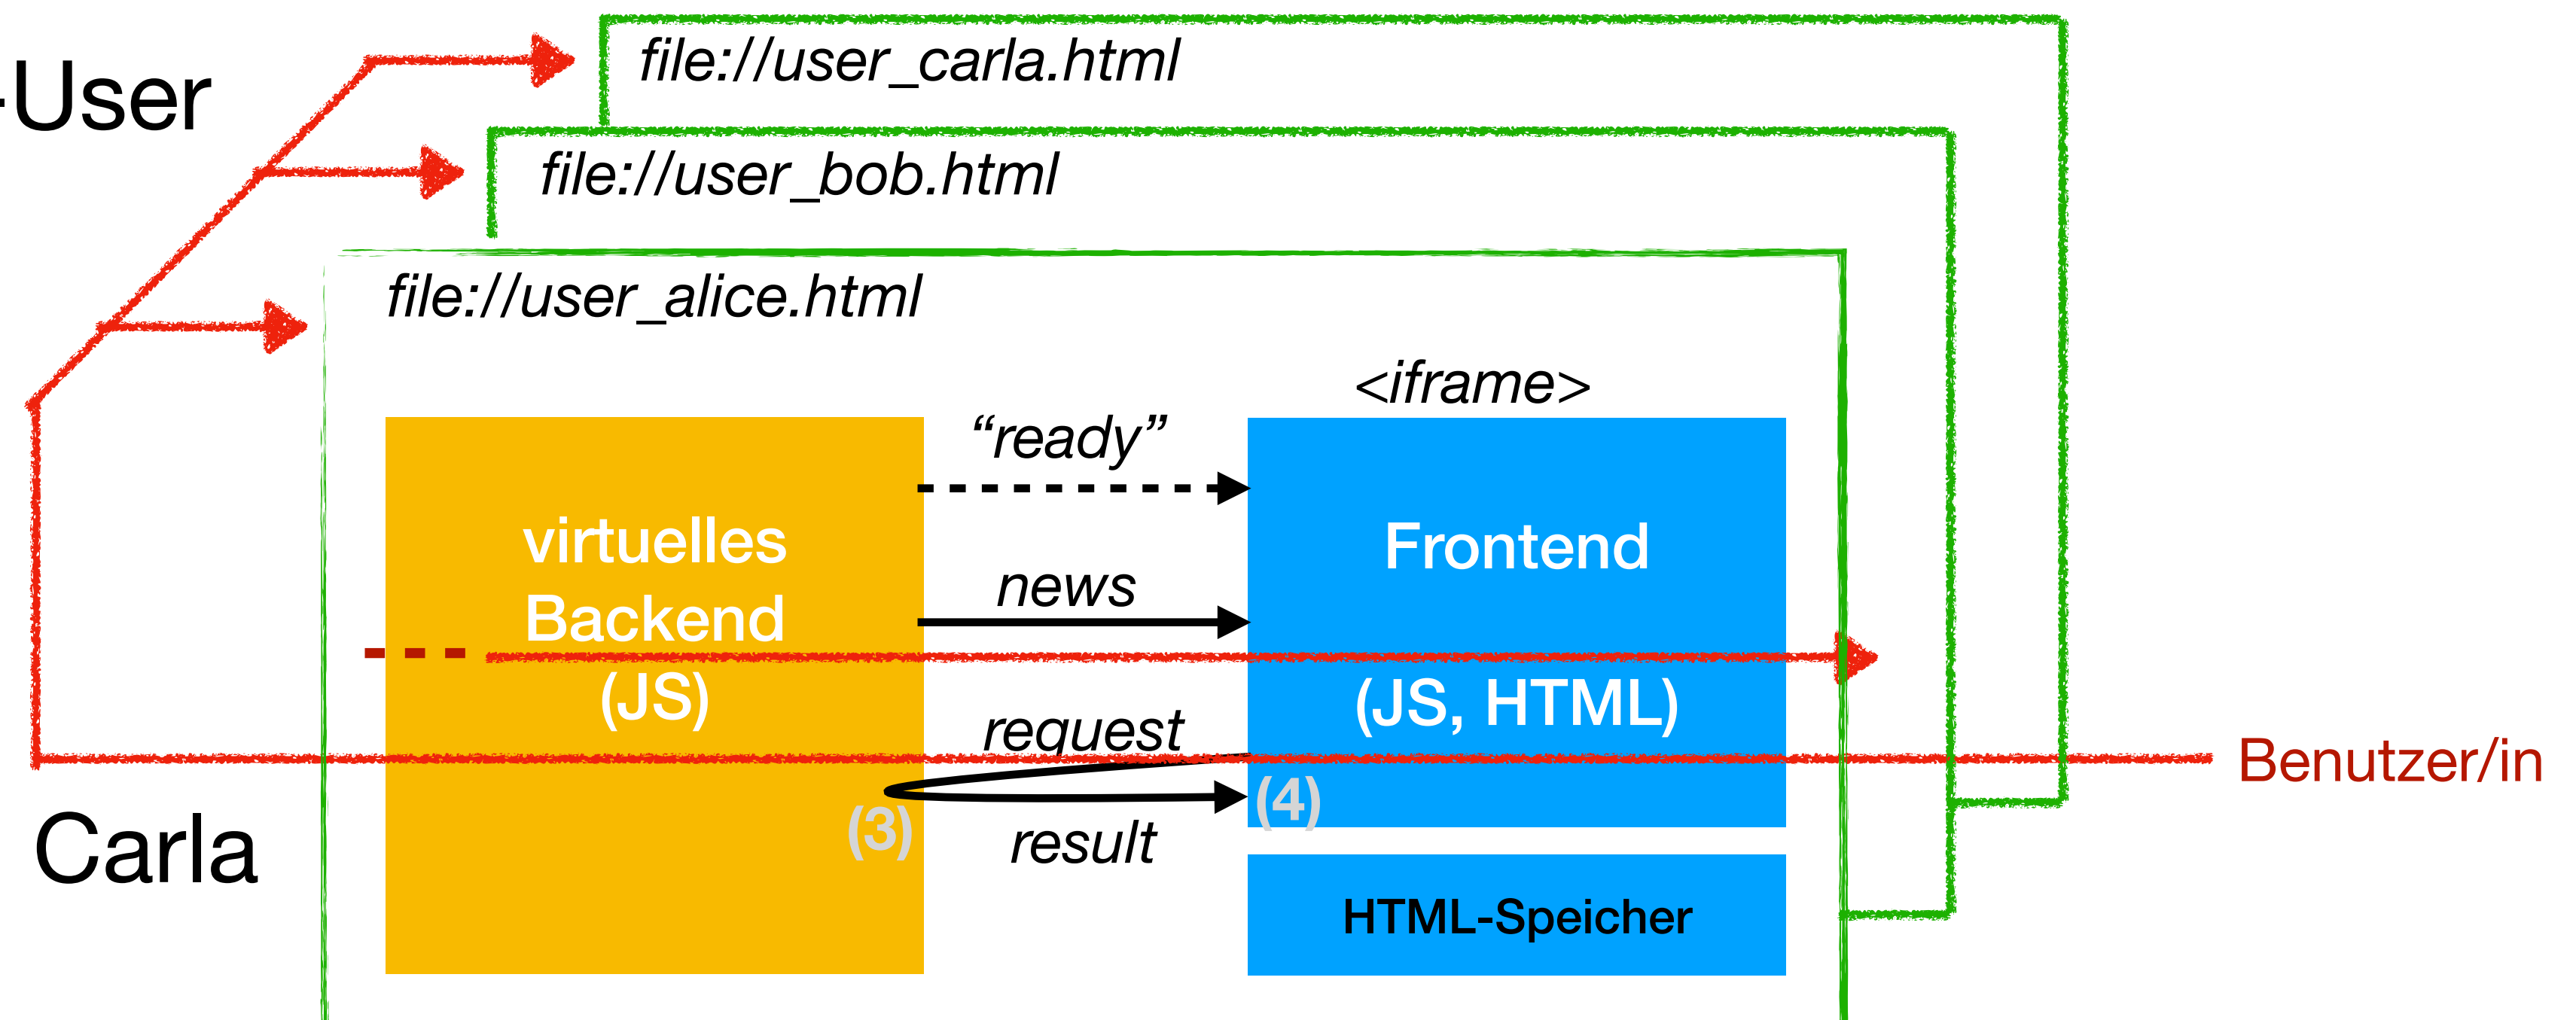 -User
file://user_carla.html
file://user_bob.html
file://user_alice.html
<iframe>
“ready”
virtuelles
Backend
(JS)
news
Frontend
(JS, HTML)
request
(3)
(4)
result
Benutzer/in
Carla
HTML-Speicher